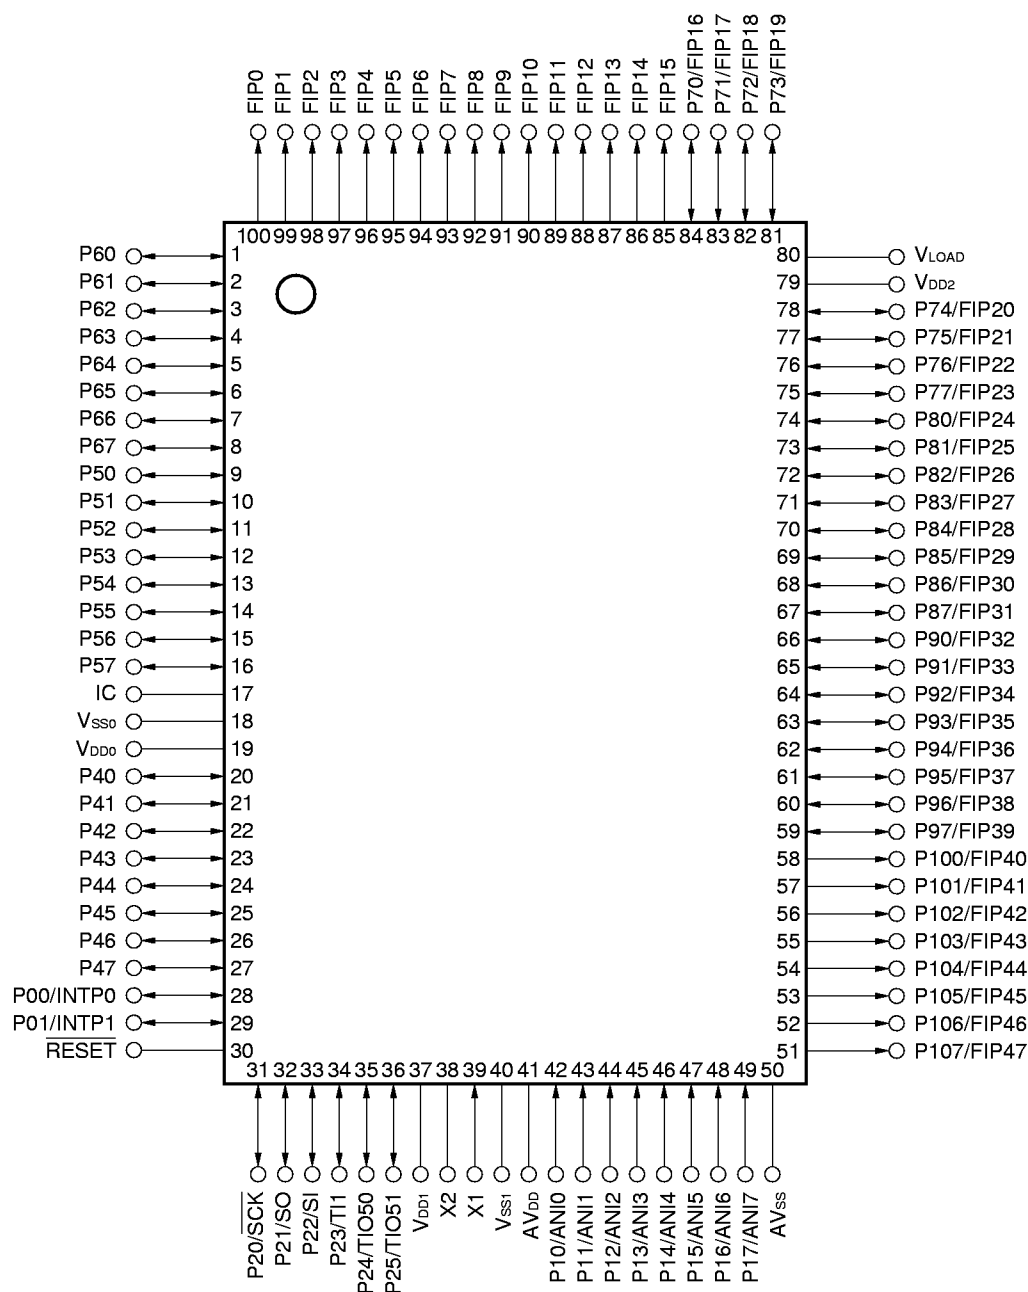 FIP0
FIP1
FIP2
FIP3
FIP4
FIP5
FIP6
FIP7
FIP8
FIP9
FIP10
FIP11
FIP12
FIP13
FIP14
FIP15
P70/FIP16
P71/FIP17
P72/FIP18
P73/FIP19
100 99 98 97 96 95 94 93 92 91 90 89 88 87 86 85 84 83 82 81
P60 1 80 VLOAD
P61 2 79 VDD2
P62 3 78 P74/FIP20
P63 4 77 P75/FIP21
P64 5 76 P76/FIP22
P65 6 75 P77/FIP23
P66 7 74 P80/FIP24
P67 8 73 P81/FIP25
P50 9 72 P82/FIP26
P51 10 71 P83/FIP27
P52 11 70 P84/FIP28
P53 12 69 P85/FIP29
P54 13 68 P86/FIP30
P55 14 67 P87/FIP31
P56 15 66 P90/FIP32
P57 16 65 P91/FIP33
IC 17 64 P92/FIP34
VSS0 18 63 P93/FIP35
VDD0 19 62 P94/FIP36
P40 20 61 P95/FIP37
P41 21 60 P96/FIP38
P42 22 59 P97/FIP39
P43 23 58 P100/FIP40
P44 24 57 P101/FIP41
P45 25 56 P102/FIP42
P46 26 55 P103/FIP43
P47 27 54 P104/FIP44
P00/INTP0 28 53 P105/FIP45
P01/INTP1 29 52 P106/FIP46
RESET 30 51 P107/FIP47
31 32 33 34 35 36 37 38 39 40 41 42 43 44 45 46 47 48 49 50
P20/SCK
P21/SO
P22/SI
P23/TI1
P24/TIO50
P25/TIO51
VDD1
X2
X1
VSS1
AVDD
P10/ANI0
P11/ANI1
P12/ANI2
P13/ANI3
P14/ANI4
P15/ANI5
P16/ANI6
P17/ANI7
AVSS